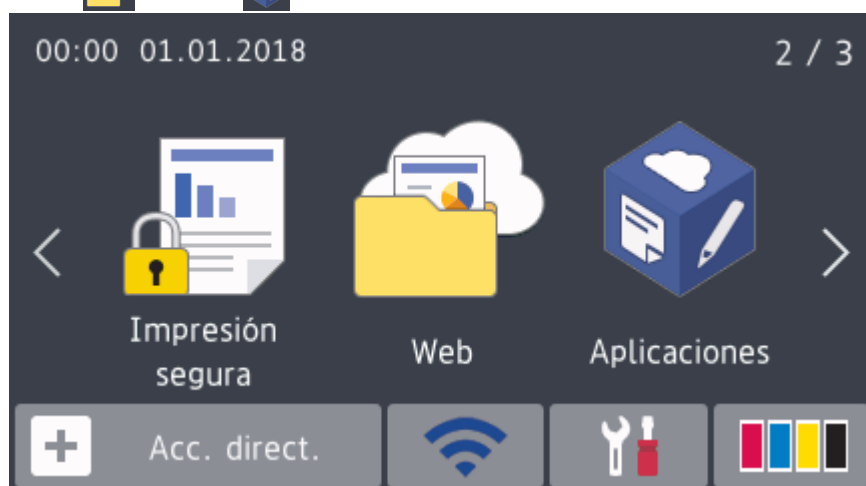 00:00 01.01.2018
2 / 3
Impresión
segura
Web
Aplicaciones
Acc. direct.